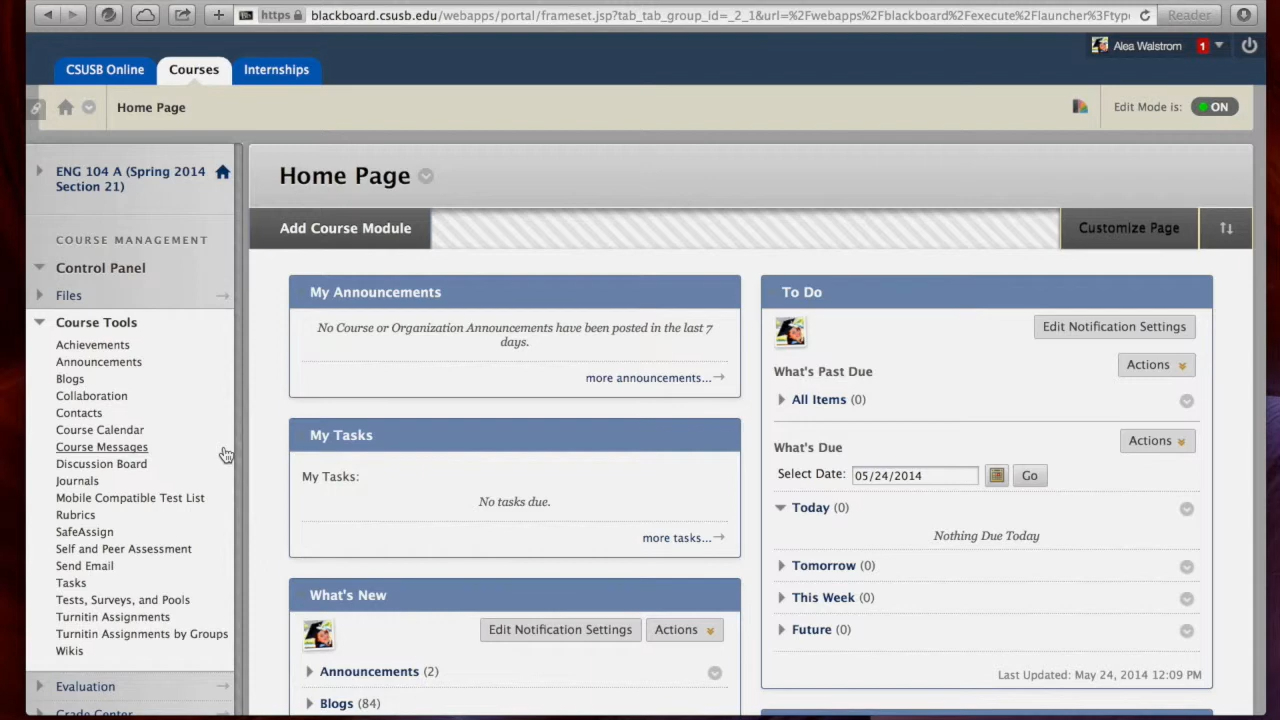 https blackboard.csusb.edu/webapps/portal/frameset.jsp?tab_tab_group_id=_2_1&url=%2Fwebapps%2Fblackboard%2Fexecute%2Flauncher%3Ftyp
Reader
Alea Walstrom 1
CSUSB Online Courses Internships
Home Page
Edit Mode is: ON
ENG 104 A (Spring 2014
Section 21)
COURSE MANAGEMENT
Control Panel
Files
Course Tools
Achievements
Announcements
Blogs
Collaboration
Contacts
Course Calendar
Course Messages
Discussion Board
Journals
Mobile Compatible Test List
Rubrics
SafeAssign
Self and Peer Assessment
Send Email
Tasks
Tests, Surveys, and Pools
Turnitin Assignments
Turnitin Assignments by Groups
Wikis
Evaluation
Grade Center
Home Page
Add Course Module
Customize Page
My Announcements
No Course or Organization Announcements have been posted in the last 7
days.
more announcements...
My Tasks
My Tasks:
No tasks due.
more tasks...
What's New
Edit Notification Settings Actions
Announcements (2)
Blogs (84)
To Do
Edit Notification Settings
Actions
What's Past Due
All Items (0)
Actions
What's Due
Select Date: 05/24/2014 Go
Today (0)
Nothing Due Today
Tomorrow (0)
This Week (0)
Future (0)
Last Updated: May 24, 2014 12:09 PM